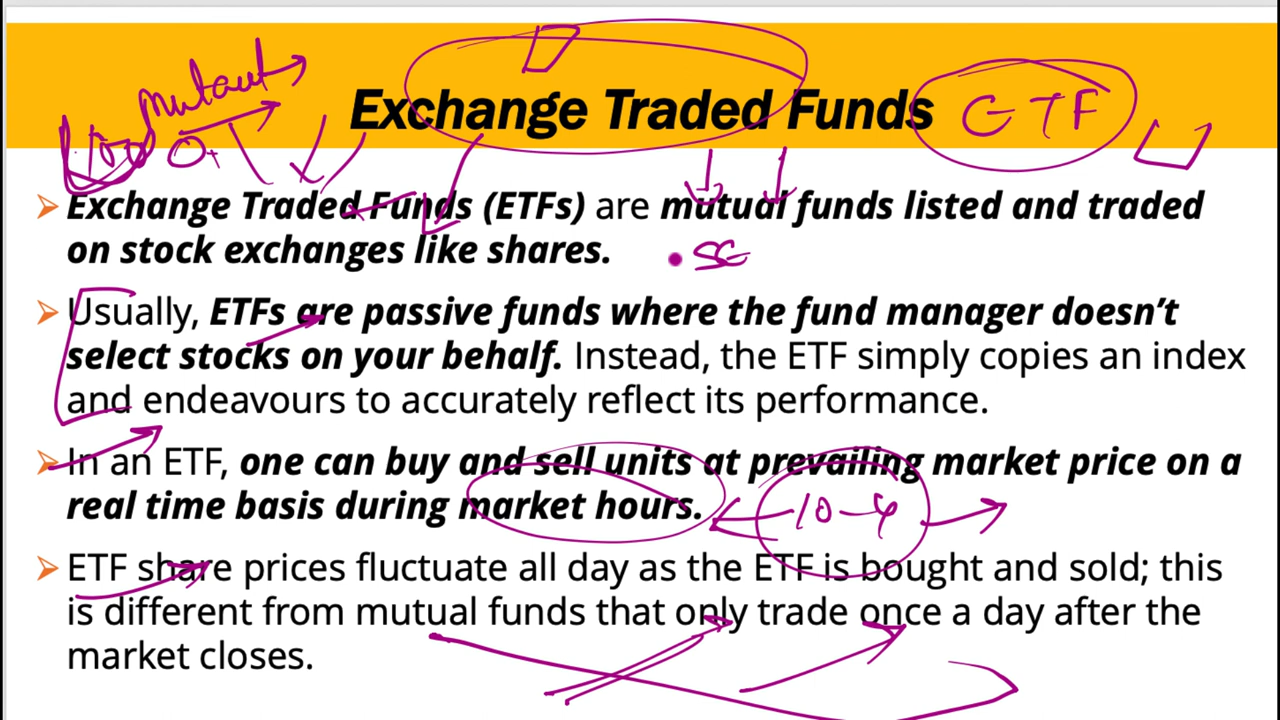 mutual
Exchange Traded Funds ETF
➤ Exchange Traded Funds (ETFs) are mutual funds listed and traded
on stock exchanges like shares. SE
➤ Usually, ETFs are passive funds where the fund manager doesn't
select stocks on your behalf. Instead, the ETF simply copies an index
and endeavours to accurately reflect its performance.
➤ In an ETF, one can buy and sell units at prevailing market price on a
real time basis during market hours. 10-4
➤ ETF share prices fluctuate all day as the ETF is bought and sold; this
is different from mutual funds that only trade once a day after the
market closes.